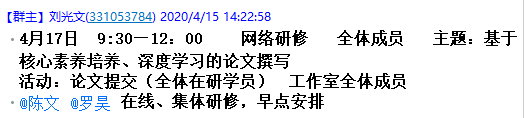 【群主】刘光文(331053784) 2020/4/15 14:22:58
4月17日 9:30—12：00 网络研修 全体成员 主题：基于
核心素养培养、深度学习的论文撰写
活动：论文提交（全体在研学员） 工作室全体成员
@陈文 @罗昊 在线、集体研修，早点安排